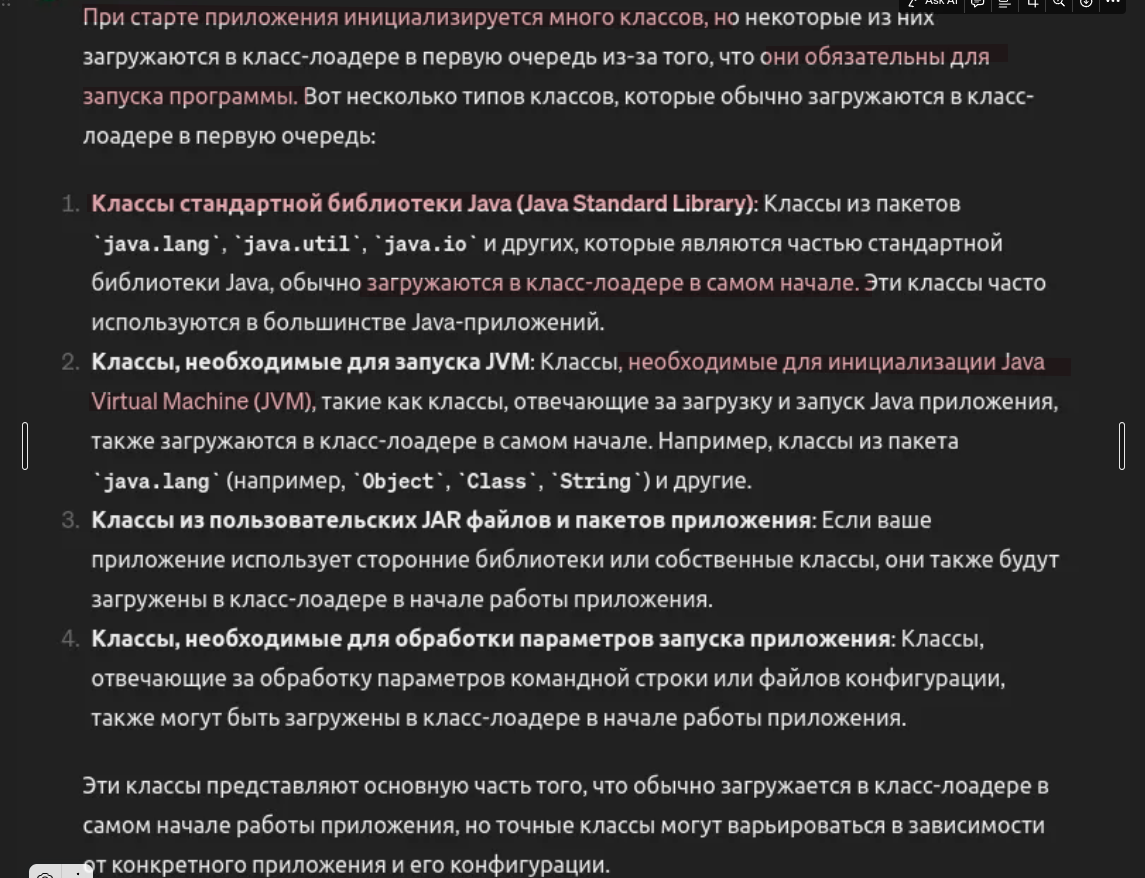 Ask AI
При старте приложения инициализируется много классов, но некоторые из них
загружаются в класс-лоадере в первую очередь из-за того, что они обязательны для
запуска программы. Вот несколько типов классов, которые обычно загружаются в класс-
лоадере в первую очередь:
1. Классы стандартной библиотеки Java (Java Standard Library): Классы из пакетов
`java.lang`, `java.util`, `java.io` и других, которые являются частью стандартной
библиотеки Java, обычно загружаются в класс-лоадере в самом начале. Эти классы часто
используются в большинстве Java-приложений.
2. Классы, необходимые для запуска JVM: Классы, необходимые для инициализации Java
Virtual Machine (JVM), такие как классы, отвечающие за загрузку и запуск Java приложения,
также загружаются в класс-лоадере в самом начале. Например, классы из пакета
`java.lang` (например, `Object`, `Class`, `String`) и другие.
3. Классы из пользовательских JAR файлов и пакетов приложения: Если ваше
приложение использует сторонние библиотеки или собственные классы, они также будут
загружены в класс-лоадере в начале работы приложения.
4. Классы, необходимые для обработки параметров запуска приложения: Классы,
отвечающие за обработку параметров командной строки или файлов конфигурации,
также могут быть загружены в класс-лоадере в начале работы приложения.
Эти классы представляют основную часть того, что обычно загружается в класс-лоадере в
самом начале работы приложения, но точные классы могут варьироваться в зависимости
от конкретного приложения и его конфигурации.